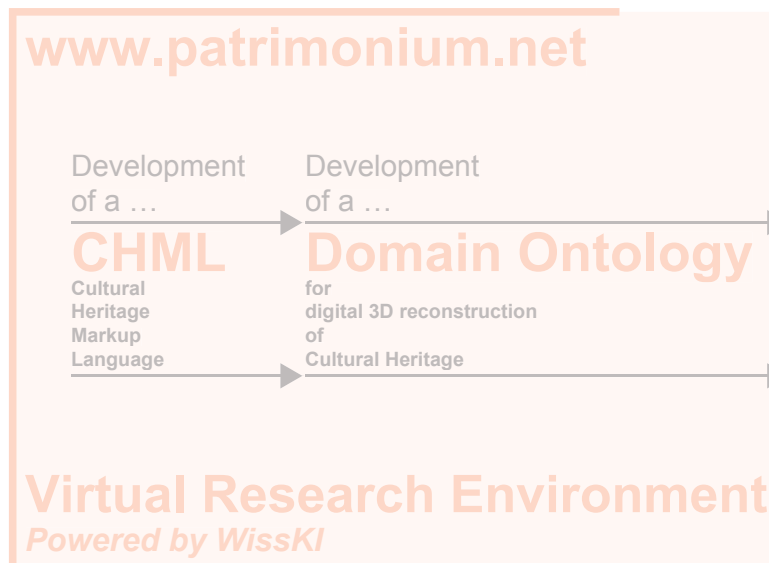 www.patrimonium.net
Development
of a …
CHML
Cultural
Heritage
Markup
Language
Development
of a …
Domain Ontology
for
digital 3D reconstruction
of
Cultural Heritage
Virtual Research Environment
Powered by WissKI